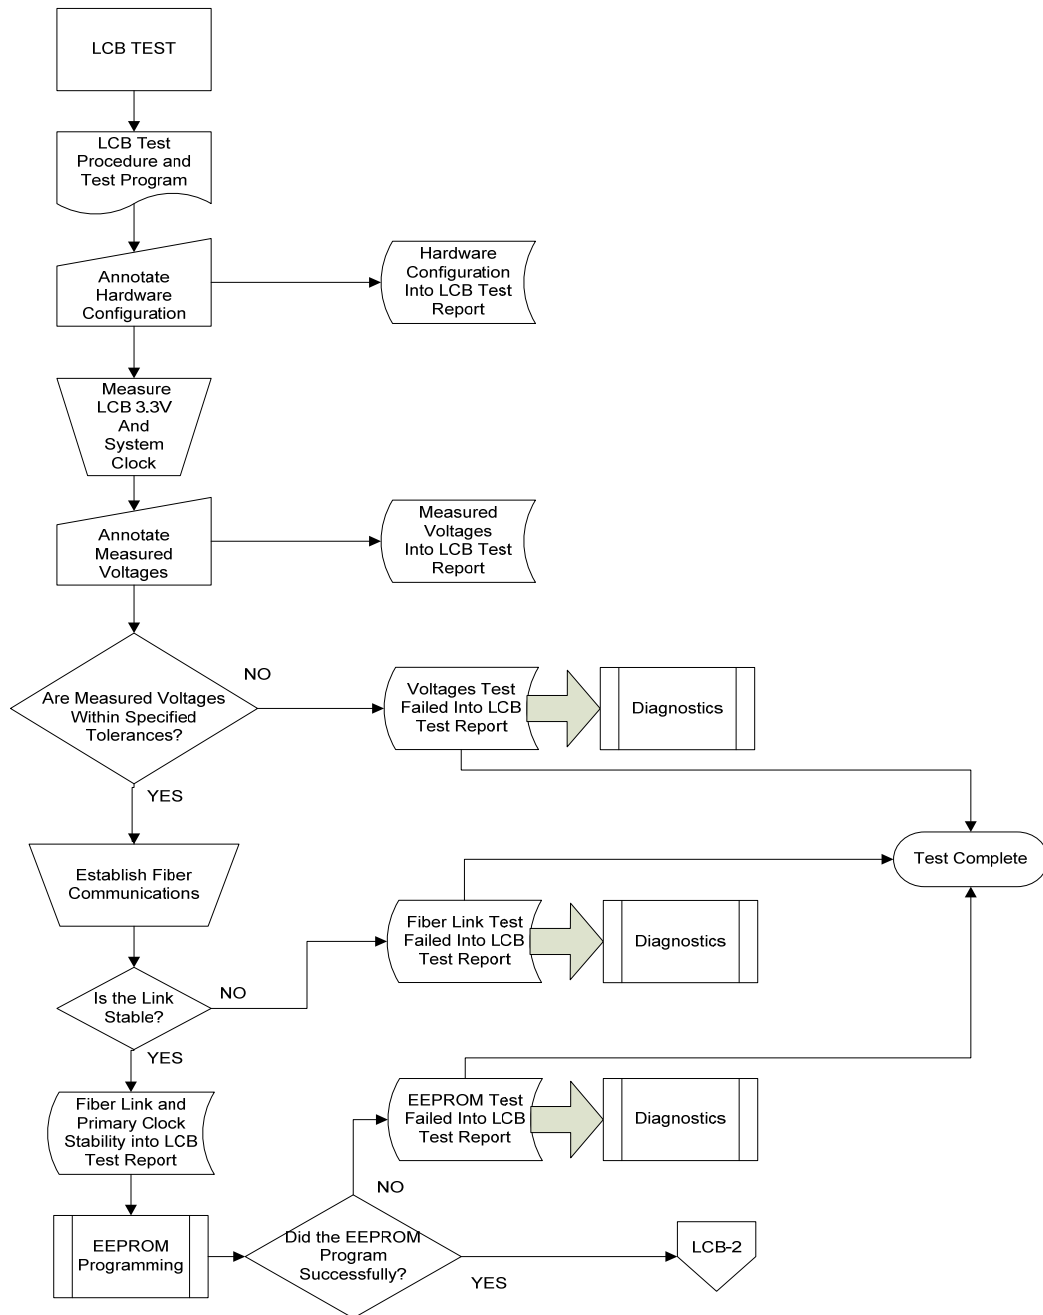 LCB TEST
LCB Test
Procedure and
Test Program
Annotate
Hardware
Configuration
Hardware
Configuration
Into LCB Test
Report
Measure
LCB 3.3V
And
System
Clock
Annotate
Measured
Voltages
Measured
Voltages
Into LCB Test
Report
Are Measured Voltages
Within Specified
Tolerances?
NO
Voltages Test
Failed Into LCB
Test Report
Diagnostics
YES
Establish Fiber
Communications
Test Complete
Is the Link
Stable?
NO
Fiber Link Test
Failed Into LCB
Test Report
Diagnostics
YES
Fiber Link and
Primary Clock
Stability into LCB
Test Report
EEPROM Test
Failed Into LCB
Test Report
Diagnostics
NO
EEPROM
Programming
Did the EEPROM
Program
Successfully?
YES
LCB-2